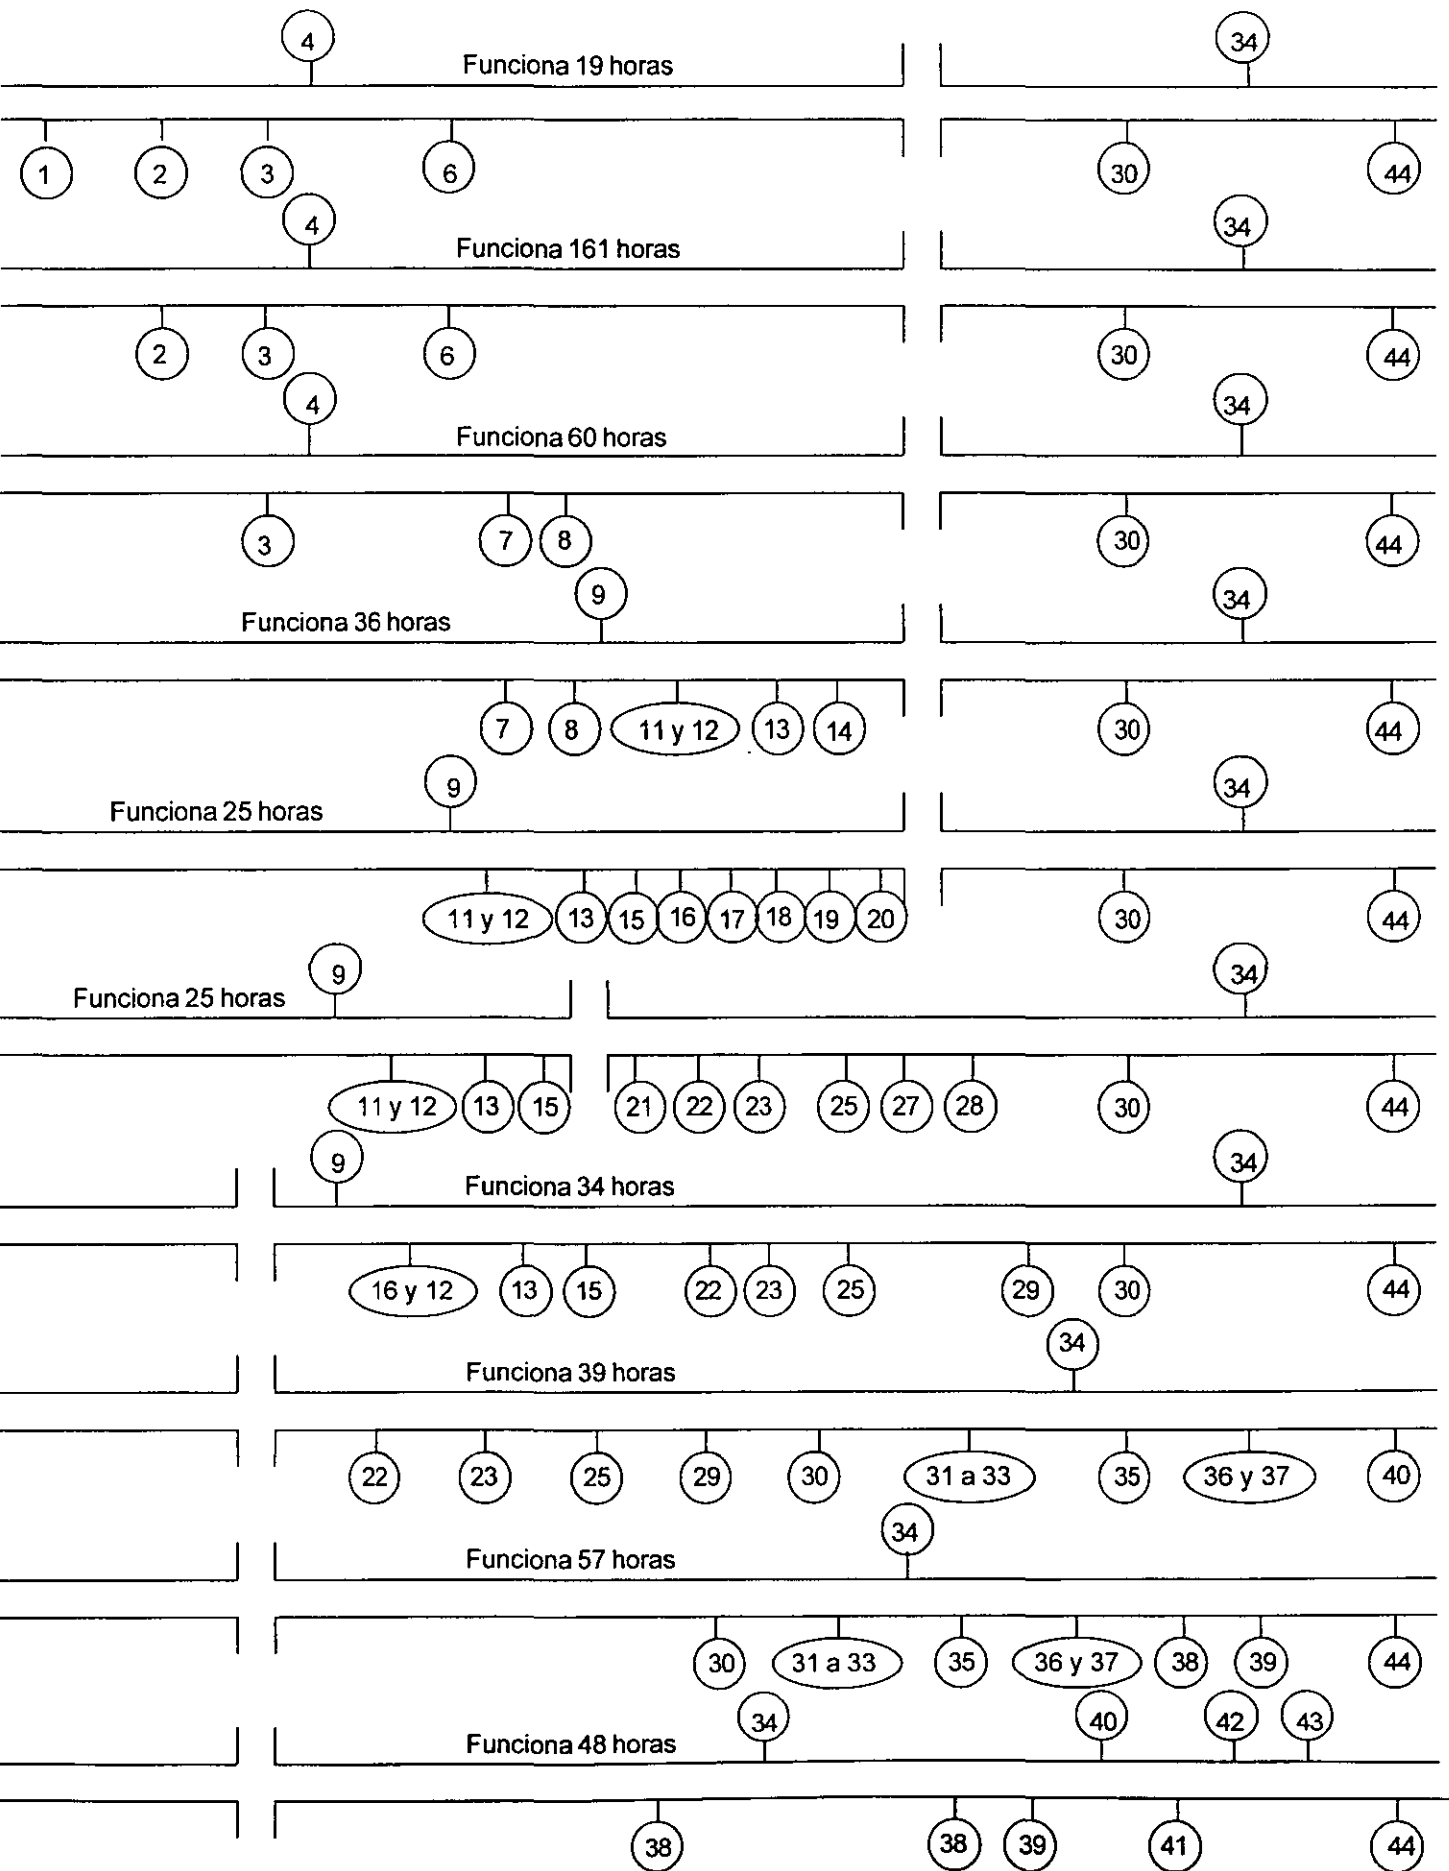 4 34
Funciona 19 horas
1 2 3 6 30 44
4 34
Funciona 161 horas
2 3 6 30 44
4 34
Funciona 60 horas
3 7 8 30 44
9 34
Funciona 36 horas
7 8 11 y 12 13 14 30 44
9 34
Funciona 25 horas
11 y 12 13 15 16 17 18 19 20 30 44
9 34
Funciona 25 horas
11 y 12 13 15 21 22 23 25 27 28 30 44
9 34
Funciona 34 horas
16 y 12 13 15 22 23 25 29 30 44
34
Funciona 39 horas
22 23 25 29 30 31 a 33 35 36 y 37 40
34
Funciona 57 horas
30 31 a 33 35 36 y 37 38 39 44
34 40 42 43
Funciona 48 horas
38 38 39 41 44